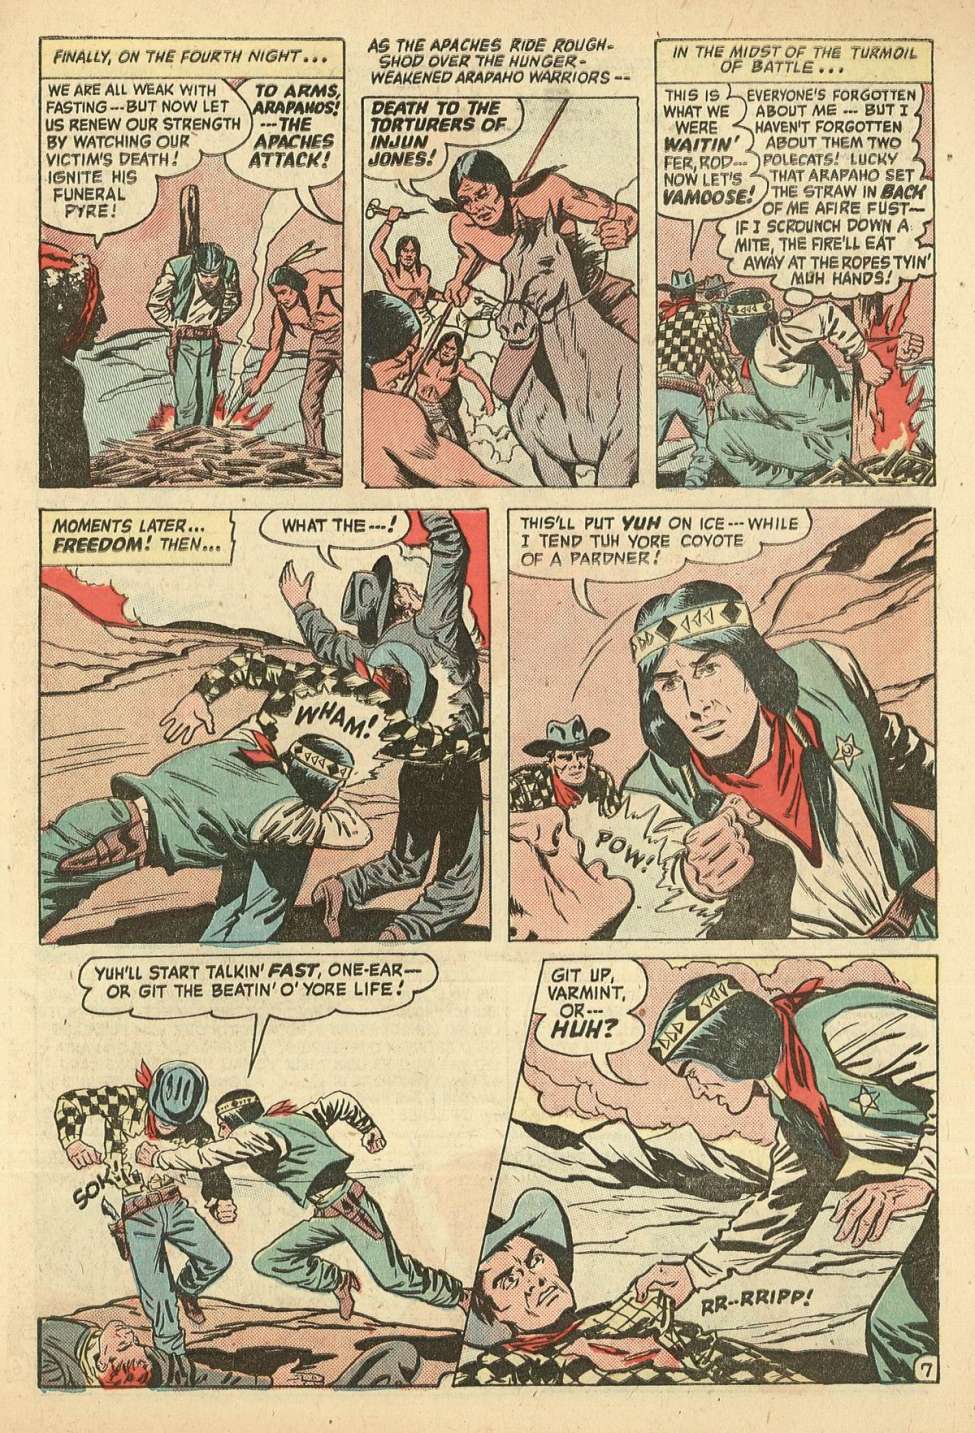 FINALLY, ON THE FOURTH NIGHT...
WE ARE ALL WEAK WITH
FASTING---BUT NOW LET
US RENEW OUR STRENGTH
BY WATCHING OUR
VICTIM'S DEATH!
IGNITE HIS
FUNERAL
PYRE!
TO ARMS,
ARAPAHOS!
---THE
APACHES
ATTACK!
AS THE APACHES RIDE ROUGH-
SHOD OVER THE HUNGER-
WEAKENED ARAPAHO WARRIORS--
DEATH TO THE
TORTURERS OF
INJUN
JONES!
IN THE MIDST OF THE TURMOIL
OF BATTLE...
THIS IS
WHAT WE
WERE
WAITIN'
FER, ROD---
NOW LET'S
VAMOOSE!
EVERYONE'S FORGOTTEN
ABOUT ME --- BUT I
HAVEN'T FORGOTTEN
ABOUT THEM TWO
POLECATS! LUCKY
THAT ARAPAHO SET
THE STRAW IN BACK
OF ME AFIRE FUST--
IF I SCROUNCH DOWN A
MITE, THE FIRE'LL EAT
AWAY AT THE ROPES TYIN'
MUH HANDS!
MOMENTS LATER...
FREEDOM! THEN...
WHAT THE---!
WHAM!
THIS'LL PUT YUH ON ICE---WHILE
I TEND TUH YORE COYOTE
OF A PARDNER!
POW!
YUH'LL START TALKIN' FAST, ONE-EAR--
OR GIT THE BEATIN' O' YORE LIFE!
SOK!
GIT UP,
VARMINT,
OR---
HUH?
RR--RRIPP!
7